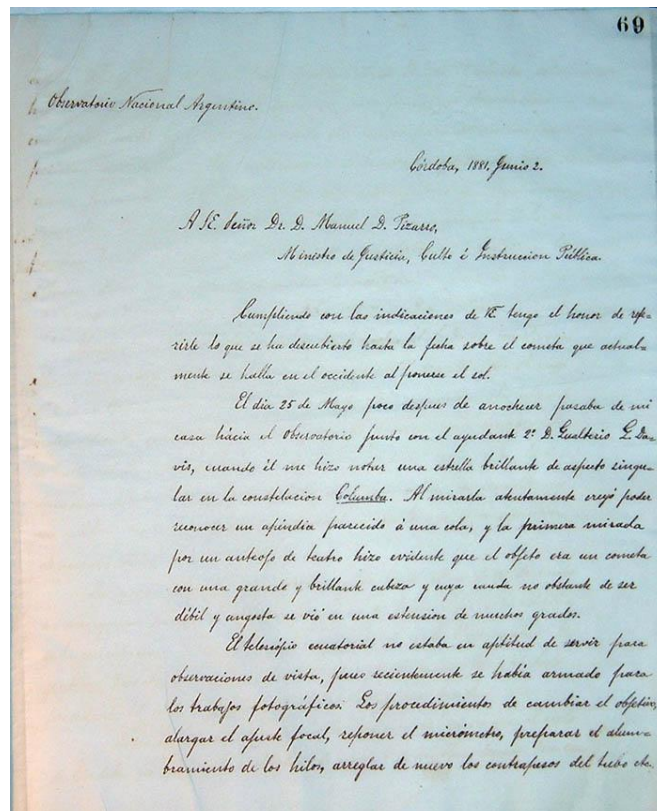 69
Observatorio Nacional Argentino.
Córdoba, 1881, Junio 2.
A S.E. Señor Dr. D. Manuel D. Pizarro,
Ministro de Justicia, Culto é Instruccion Pública.
Cumpliendo con las indicaciones de VE tengo el honor de refe-
rirle lo que se ha descubierto hasta la fecha sobre el cometa que actual-
mente se halla en el occidente al ponerse el sol.
El dia 25 de Mayo poco despues de anochecer pasaba de mi
casa hácia el Observatorio junto con el ayudante 2º D. Gualterio G. Da-
vis, cuando él me hizo notar una estrella brillante de aspecto singu-
lar en la constelacion Columba. Al mirarla atentamente creyó poder
reconocer un apéndia parecido á una cola, y la primera mirada
por un anteojo de teatro hizo evidente que el objeto era un cometa
con una grande y brillante cabeza y cuya cauda no obstante de ser
débil y angosta se vió en una estension de muchos grados.
El telescópio ecuatorial no estaba en aptitud de servir para
observaciones de vista, pues recientemente se habia armado para
los trabajos fotográficos. Los procedimientos de cambiar el objetivo,
alargar el ajuste focal, reponer el micrómetro, preparar el alum-
bramiento de los hilos, arreglar de nuevo los contrapesos del tubo etc.